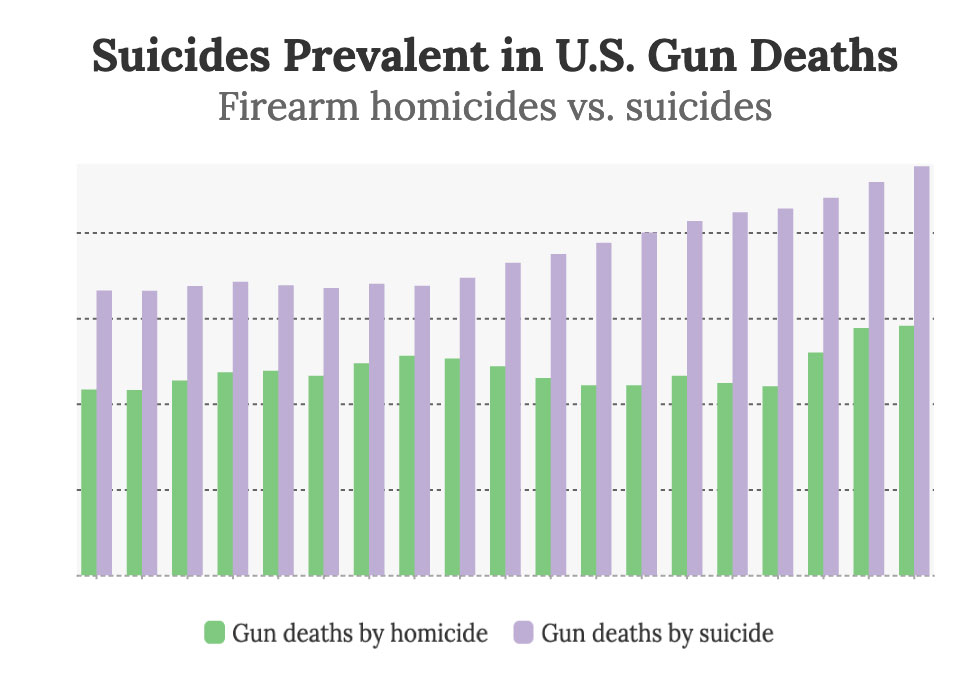 Suicides Prevalent in U.S. Gun Deaths
Firearm homicides vs. suicides
Gun deaths by homicide Gun deaths by suicide